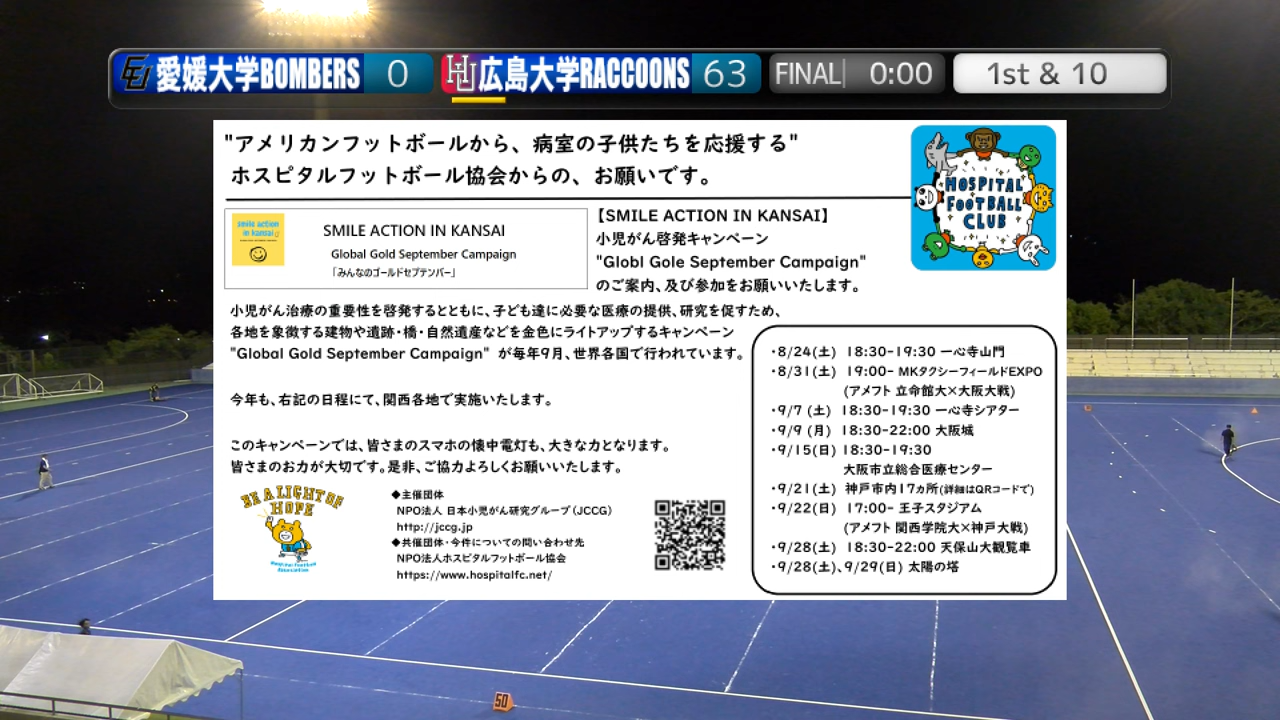 EU 愛媛大学BOMBERS 0 HU 広島大学RACCOONS 63 FINAL 0:00 1st & 10
"アメリカンフットボールから、病室の子供たちを応援する"
ホスピタルフットボール協会からの、お願いです。
HOSPITAL
FOOTBALL
CLUB
smile action
in kansai
SMILE ACTION IN KANSAI
Global Gold September Campaign
「みんなのゴールドセプテンバー」
【SMILE ACTION IN KANSAI】
小児がん啓発キャンペーン
"Globl Gole September Campaign"
のご案内、及び参加をお願いいたします。
小児がん治療の重要性を啓発するとともに、子ども達に必要な医療の提供、研究を促すため、
各地を象徴する建物や遺跡・橋・自然遺産などを金色にライトアップするキャンペーン
"Global Gold September Campaign" が毎年9月、世界各国で行われています。
今年も、右記の日程にて、関西各地で実施いたします。
このキャンペーンでは、皆さまのスマホの懐中電灯も、大きな力となります。
皆さまのお力が大切です。是非、ご協力よろしくお願いいたします。
・8/24(土) 18:30-19:30 一心寺山門
・8/31(土) 19:00- MKタクシーフィールドEXPO
(アメフト 立命館大×大阪大戦)
・9/7 (土) 18:30-19:30 一心寺シアター
・9/9 (月) 18:30-22:00 大阪城
・9/15(日) 18:30-19:30
大阪市立総合医療センター
・9/21(土) 神戸市内17ヵ所(詳細はQRコードで)
・9/22(日) 17:00- 王子スタジアム
(アメフト 関西学院大×神戸大戦)
・9/28(土) 18:30-22:00 天保山大観覧車
・9/28(土)、9/29(日) 太陽の塔
BE A LIGHT OF
HOPE
◆主催団体
NPO法人 日本小児がん研究グループ(JCCG)
http://jccg.jp
◆共催団体・今件についての問い合わせ先
NPO法人ホスピタルフットボール協会
https://www.hospitalfc.net/
50